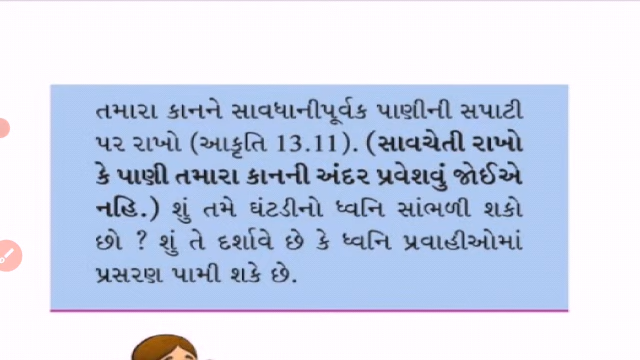 તમારા કાનને સાવધાનીપૂર્વક પાણીની સપાટી
પર રાખો (આકૃતિ 13.11). (સાવચેતી રાખો
કે પાણી તમારા કાનની અંદર પ્રવેશવું જોઈએ
નહિ.) શું તમે ઘંટડીનો ધ્વનિ સાંભળી શકો
છો ? શું તે દર્શાવે છે કે ધ્વનિ પ્રવાહીઓમાં
પ્રસરણ પામી શકે છે.